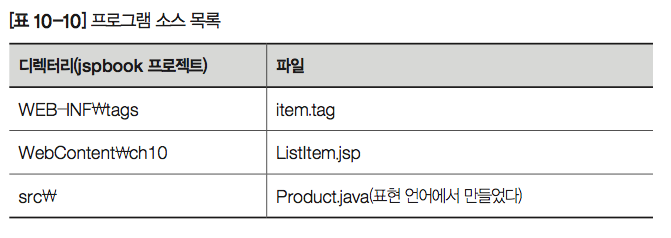 [표 10-10] 프로그램 소스 목록
디렉터리(jspbook 프로젝트) 파일
WEB-INF₩tags item.tag
WebContent₩ch10 ListItem.jsp
src₩ Product.java(표현 언어에서 만들었다)